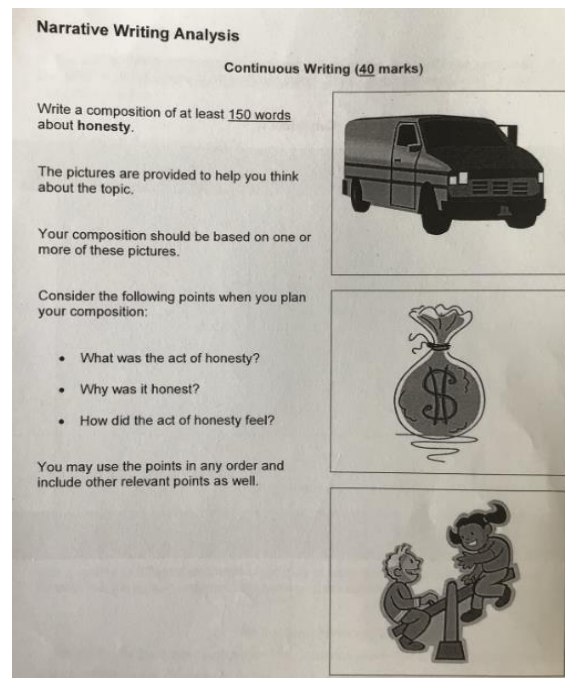 Narrative Writing Analysis
Continuous Writing (40 marks)
Write a composition of at least 150 words
about honesty.
The pictures are provided to help you think
about the topic.
Your composition should be based on one or
more of these pictures.
Consider the following points when you plan
your composition:
• What was the act of honesty?
• Why was it honest?
• How did the act of honesty feel?
You may use the points in any order and
include other relevant points as well.
$